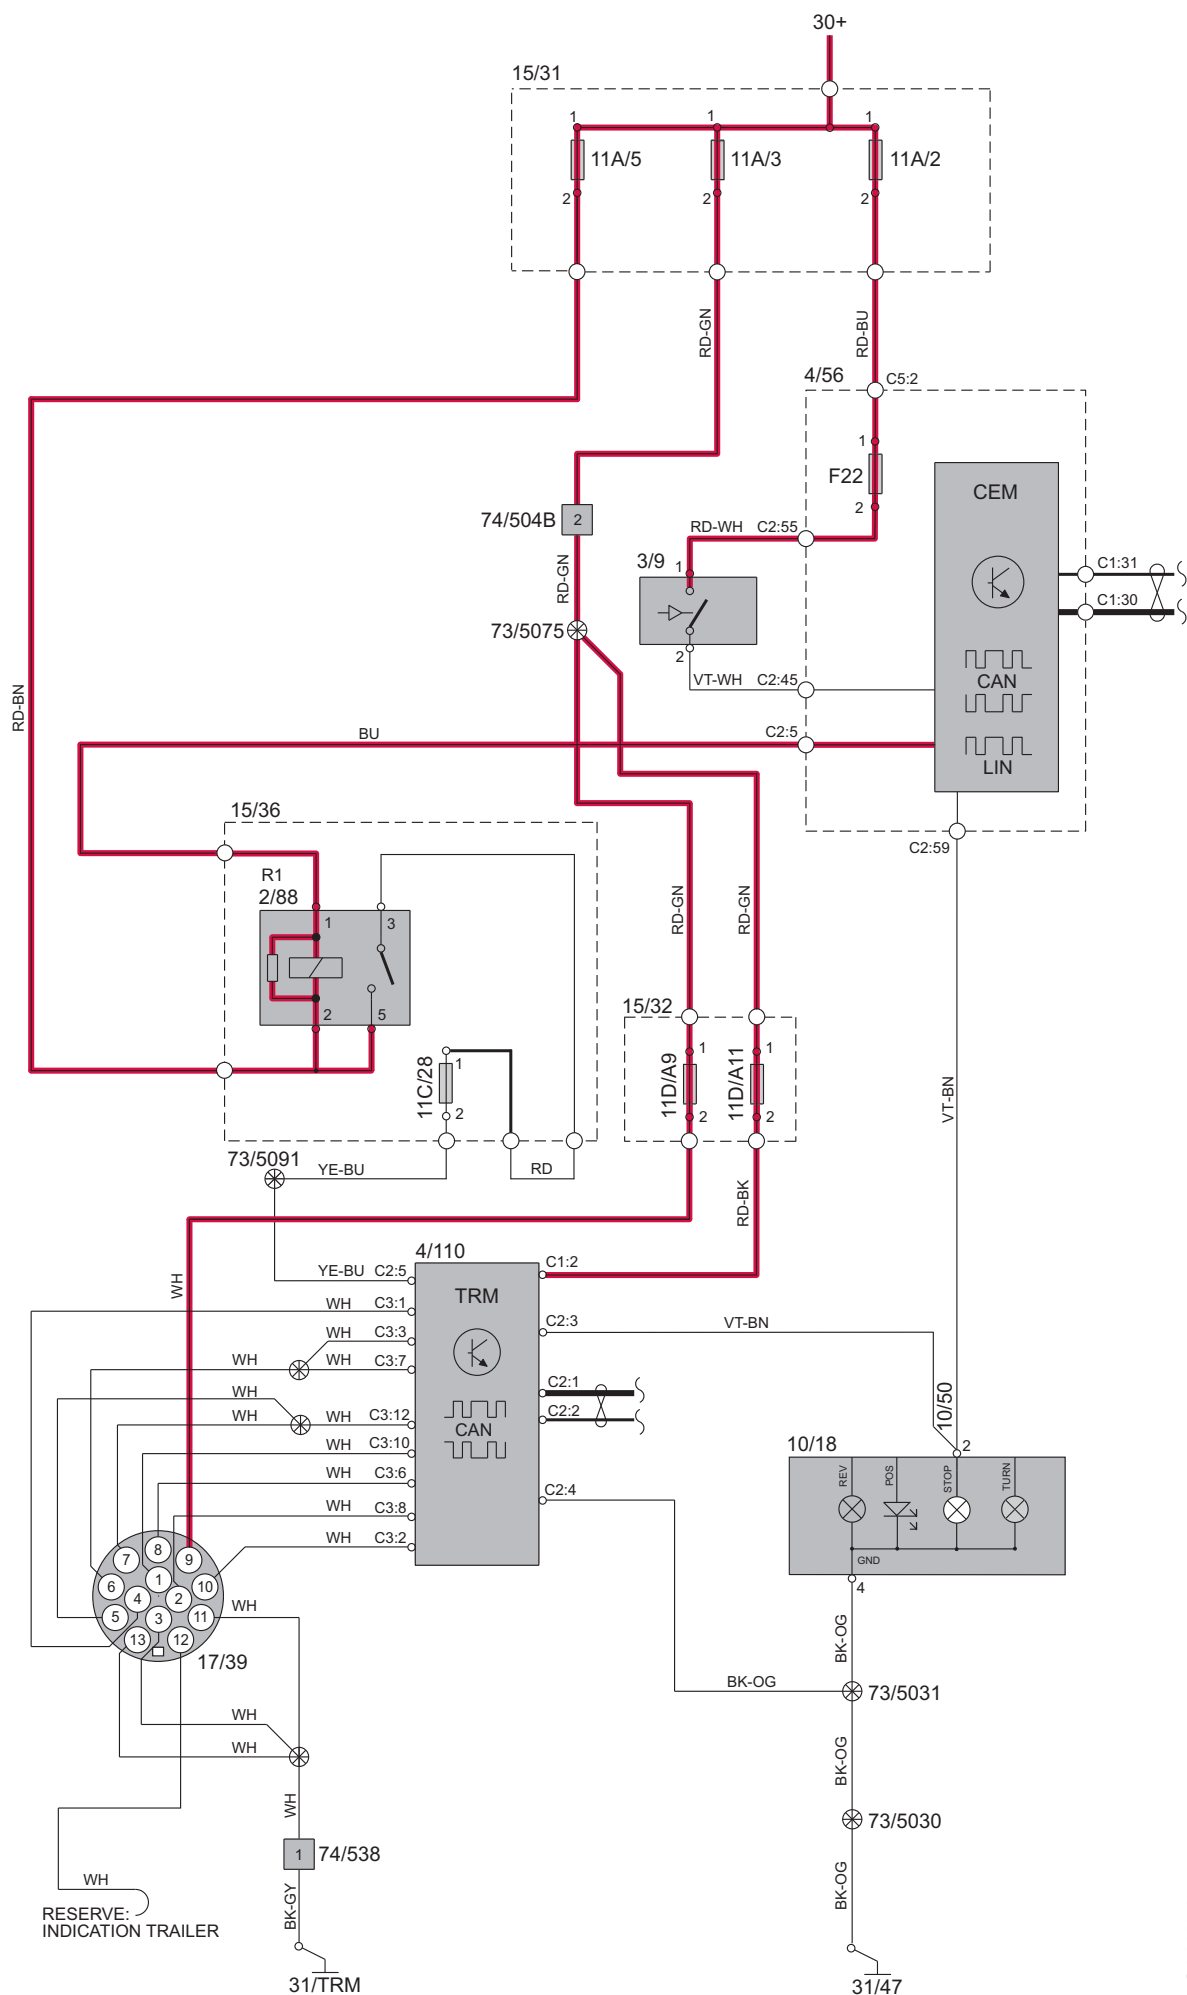 30+
15/31
1 1 1
11A/5 11A/3 11A/2
2 2 2
RD-GN RD-BU
4/56 C5:2
1
F22
2
CEM
74/504B 2
RD-WH C2:55
3/9 1
C1:31
C1:30
RD-GN
73/5075
2
VT-WH C2:45
CAN
RD-BN
BU C2:5
LIN
15/36
C2:59
R1
2/88
1 3
2 5
RD-GN RD-GN
15/32
11C/28 1 2
11D/A9 1 2
11D/A11 1 2
VT-BN
73/5091 YE-BU RD
RD-BK
4/110
WH
YE-BU C2:5 C1:2
TRM
WH C3:1
C2:3 VT-BN
WH C3:3
WH WH C3:7
C2:1
WH
WH WH C3:12
C2:2
CAN
WH C3:10
WH C3:6
C2:4
WH C3:8
WH C3:2
10/50
10/18 2
REV POS STOP TURN
GND
4
7 8 9
6 1 10
4 2
5 3 11
13 12
WH
17/39
BK-OG
BK-OG 73/5031
WH
WH
BK-OG
73/5030
WH
1 74/538
BK-OG
WH
BK-GY
RESERVE:
INDICATION TRAILER
31/TRM
31/47